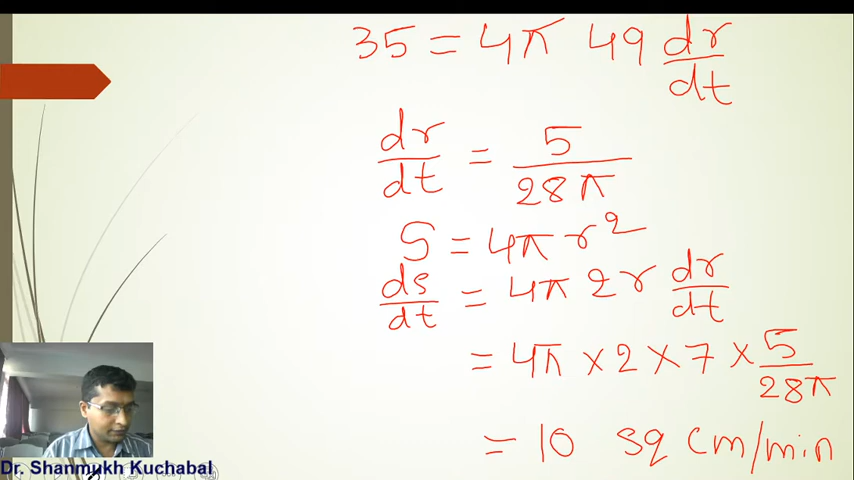 35 = 4π 49 dr/dt
dr/dt = 5/28π
S = 4πr²
ds/dt = 4π 2r dr/dt
= 4π × 2 × 7 × 5/28π
= 10 sq cm/min
Dr. Shanmukh Kuchabal